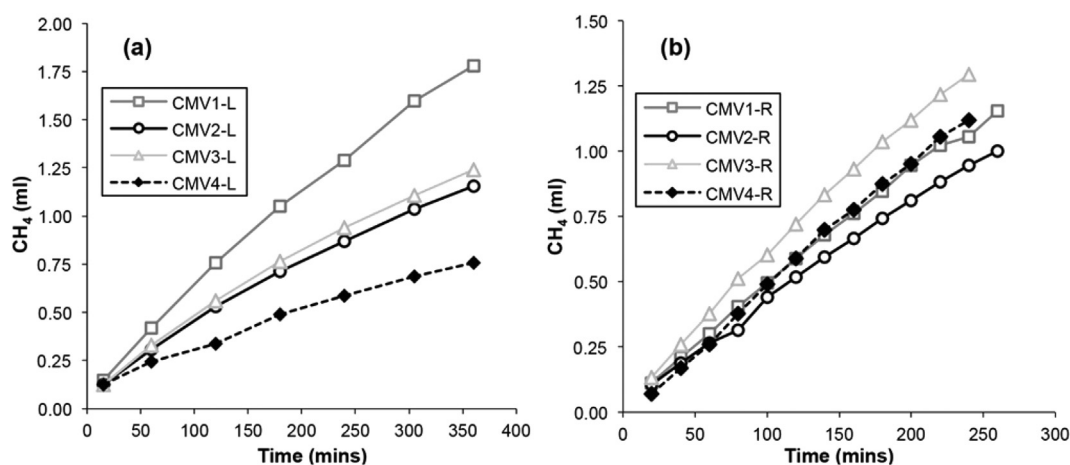 (a)
CH4 (ml)
2.00
1.75
1.50
1.25
1.00
0.75
0.50
0.25
0.00
CMV1-L
CMV2-L
CMV3-L
CMV4-L
0 50 100 150 200 250 300 350 400
Time (mins)
(b)
CH4 (ml)
1.50
1.25
1.00
0.75
0.50
0.25
0.00
CMV1-R
CMV2-R
CMV3-R
CMV4-R
0 50 100 150 200 250 300
Time (mins)